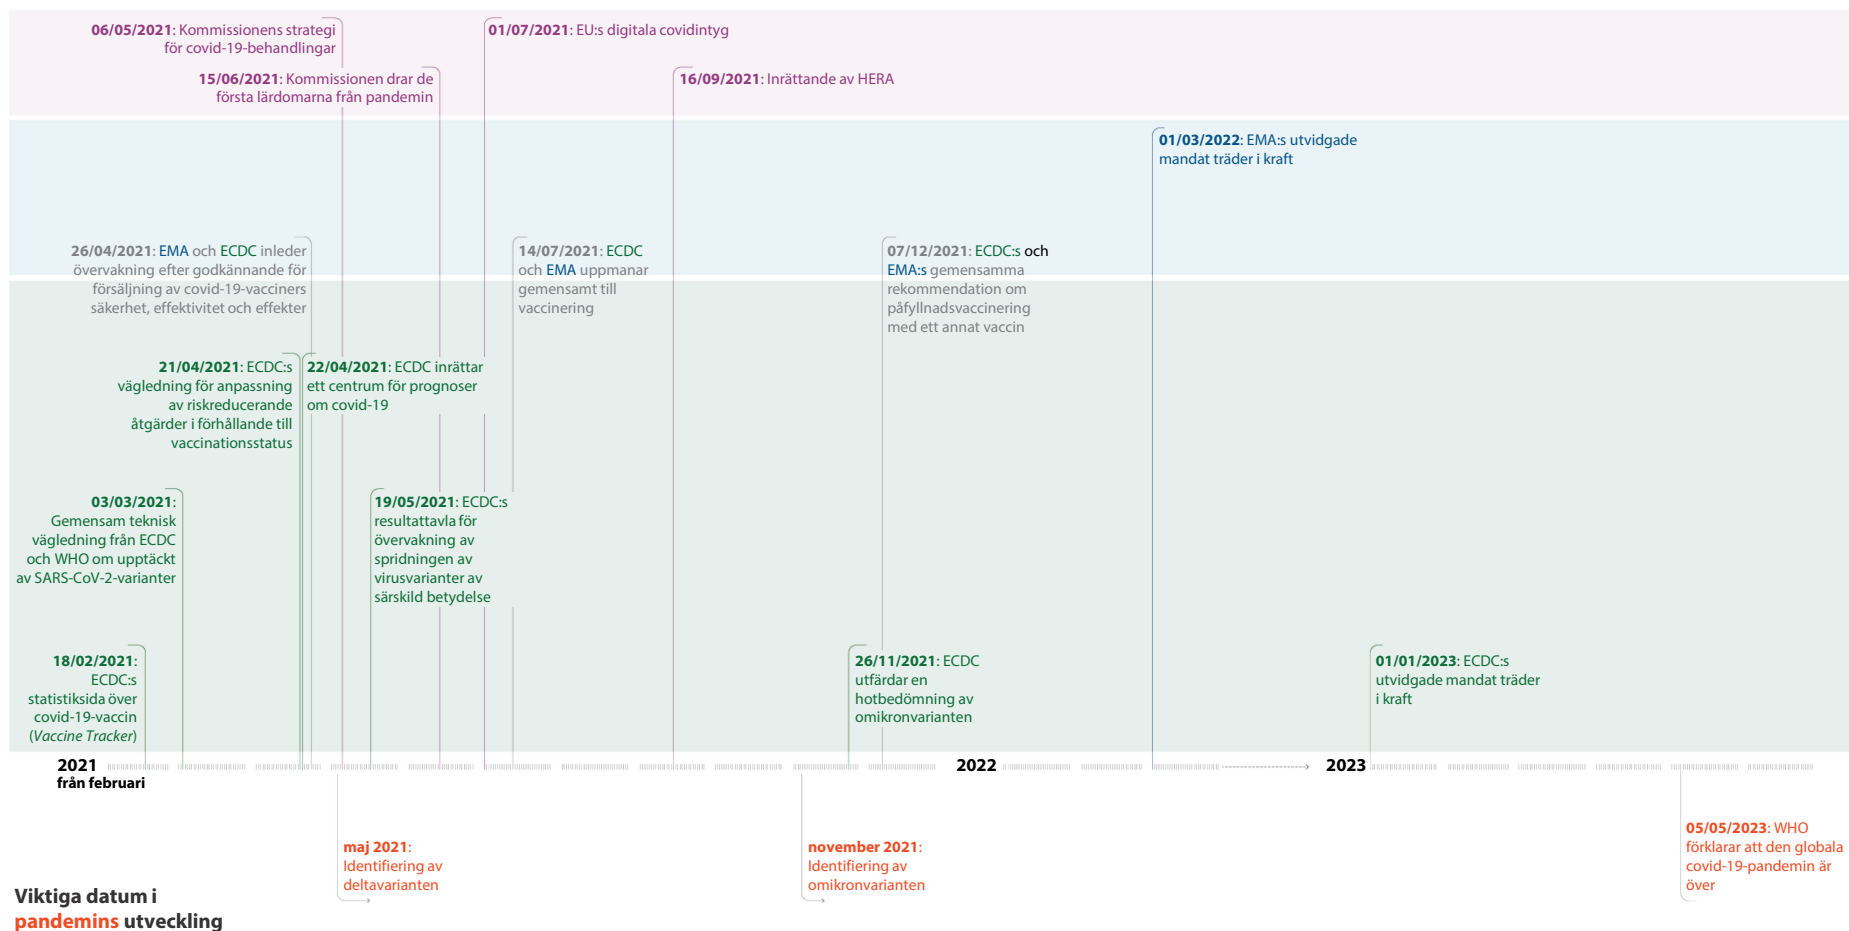 06/05/2021: Kommissionens strategi
för covid-19-behandlingar
01/07/2021: EU:s digitala covidintyg
15/06/2021: Kommissionen drar de
första lärdomarna från pandemin
16/09/2021: Inrättande av HERA
01/03/2022: EMA:s utvidgade
mandat träder i kraft
26/04/2021: EMA och ECDC inleder
övervakning efter godkännande för
försäljning av covid-19-vacciners
säkerhet, effektivitet och effekter
14/07/2021: ECDC
och EMA uppmanar
gemensamt till
vaccinering
07/12/2021: ECDC:s och
EMA:s gemensamma
rekommendation om
påfyllnadsvaccinering
med ett annat vaccin
21/04/2021: ECDC:s
vägledning för anpassning
av riskreducerande
åtgärder i förhållande till
vaccinationsstatus
22/04/2021: ECDC inrättar
ett centrum för prognoser
om covid-19
03/03/2021:
Gemensam teknisk
vägledning från ECDC
och WHO om upptäckt
av SARS-CoV-2-varianter
19/05/2021: ECDC:s
resultattavla för
övervakning av
spridningen av
virusvarianter av
särskild betydelse
18/02/2021:
ECDC:s
statistiksida över
covid-19-vaccin
(Vaccine Tracker)
26/11/2021: ECDC
utfärdar en
hotbedömning av
omikronvarianten
01/01/2023: ECDC:s
utvidgade mandat träder
i kraft
2021
från februari
2022
2023
maj 2021:
Identifiering av
deltavarianten
november 2021:
Identifiering av
omikronvarianten
05/05/2023: WHO
förklarar att den globala
covid-19-pandemin är
över
Viktiga datum i
pandemins utveckling